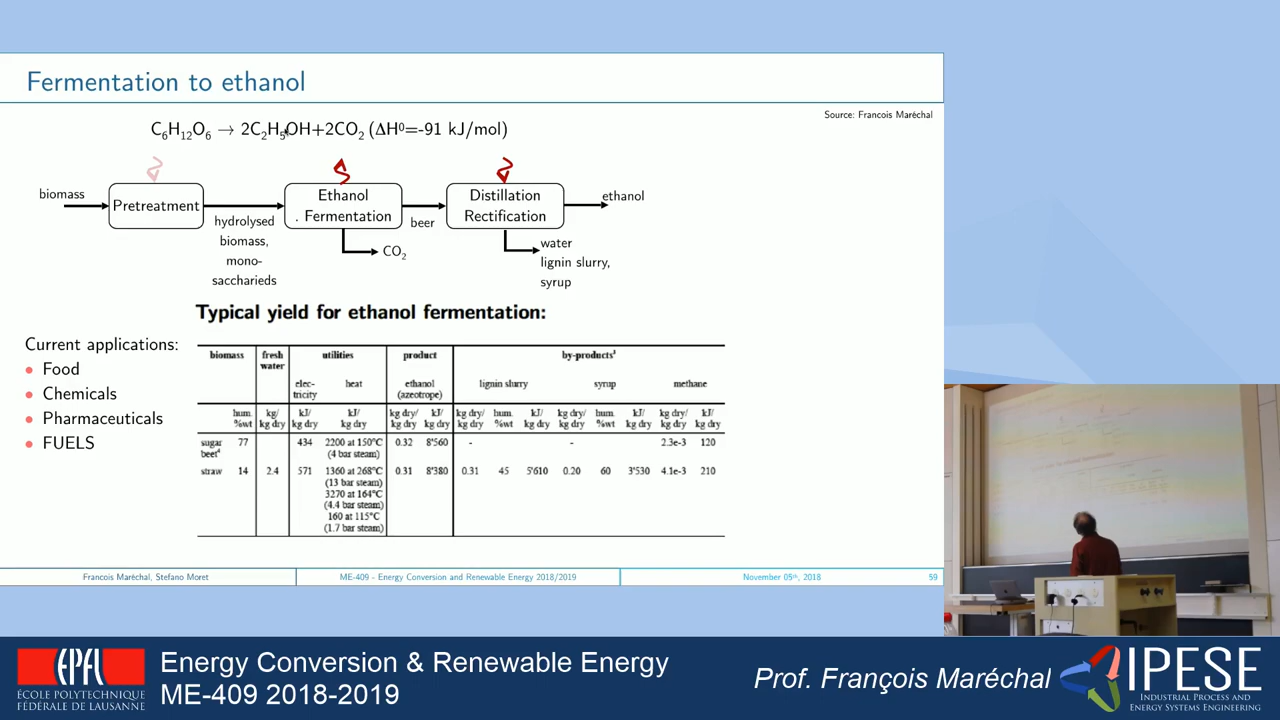 Fermentation to ethanol
Source: Francois Maréchal
C6H12O6 → 2C2H5OH+2CO2 (ΔH0=-91 kJ/mol)
biomass
Pretreatment
hydrolysed
biomass,
mono-
saccharieds
Ethanol
. Fermentation
CO2
beer
Distillation
Rectification
ethanol
water
lignin slurry,
syrup
Typical yield for ethanol fermentation:
Current applications:
• Food
• Chemicals
• Pharmaceuticals
• FUELS
biomass fresh water utilities product by-products¹
elec-tricity heat ethanol (azeotrope) lignin slurry syrup methane
hum. %wt kg/ kg dry kJ/ kg dry kJ/ kg dry kg dry/ kg dry kJ/ kg dry kg dry/ kg dry hum. %wt kJ/ kg dry kg dry/ kg dry hum. %wt kJ/ kg dry kg dry/ kg dry kJ/ kg dry
sugar beet⁴ 77 434 2200 at 150°C (4 bar steam) 0.32 8'560 - - 2.3e-3 120
straw 14 2.4 571 1360 at 268°C 0.31 8'380 0.31 45 5'610 0.20 60 3'530 4.1e-3 210
(13 bar steam)
3270 at 164°C
(4.4 bar steam)
160 at 115°C
(1.7 bar steam)
Francois Maréchal, Stefano Moret
ME-409 - Energy Conversion and Renewable Energy 2018/2019
November 05th, 2018
59
EPFL
ÉCOLE POLYTECHNIQUE
FÉDÉRALE DE LAUSANNE
Energy Conversion & Renewable Energy
ME-409 2018-2019
Prof. François Maréchal
IPESE
INDUSTRIAL PROCESS AND
ENERGY SYSTEMS ENGINEERING